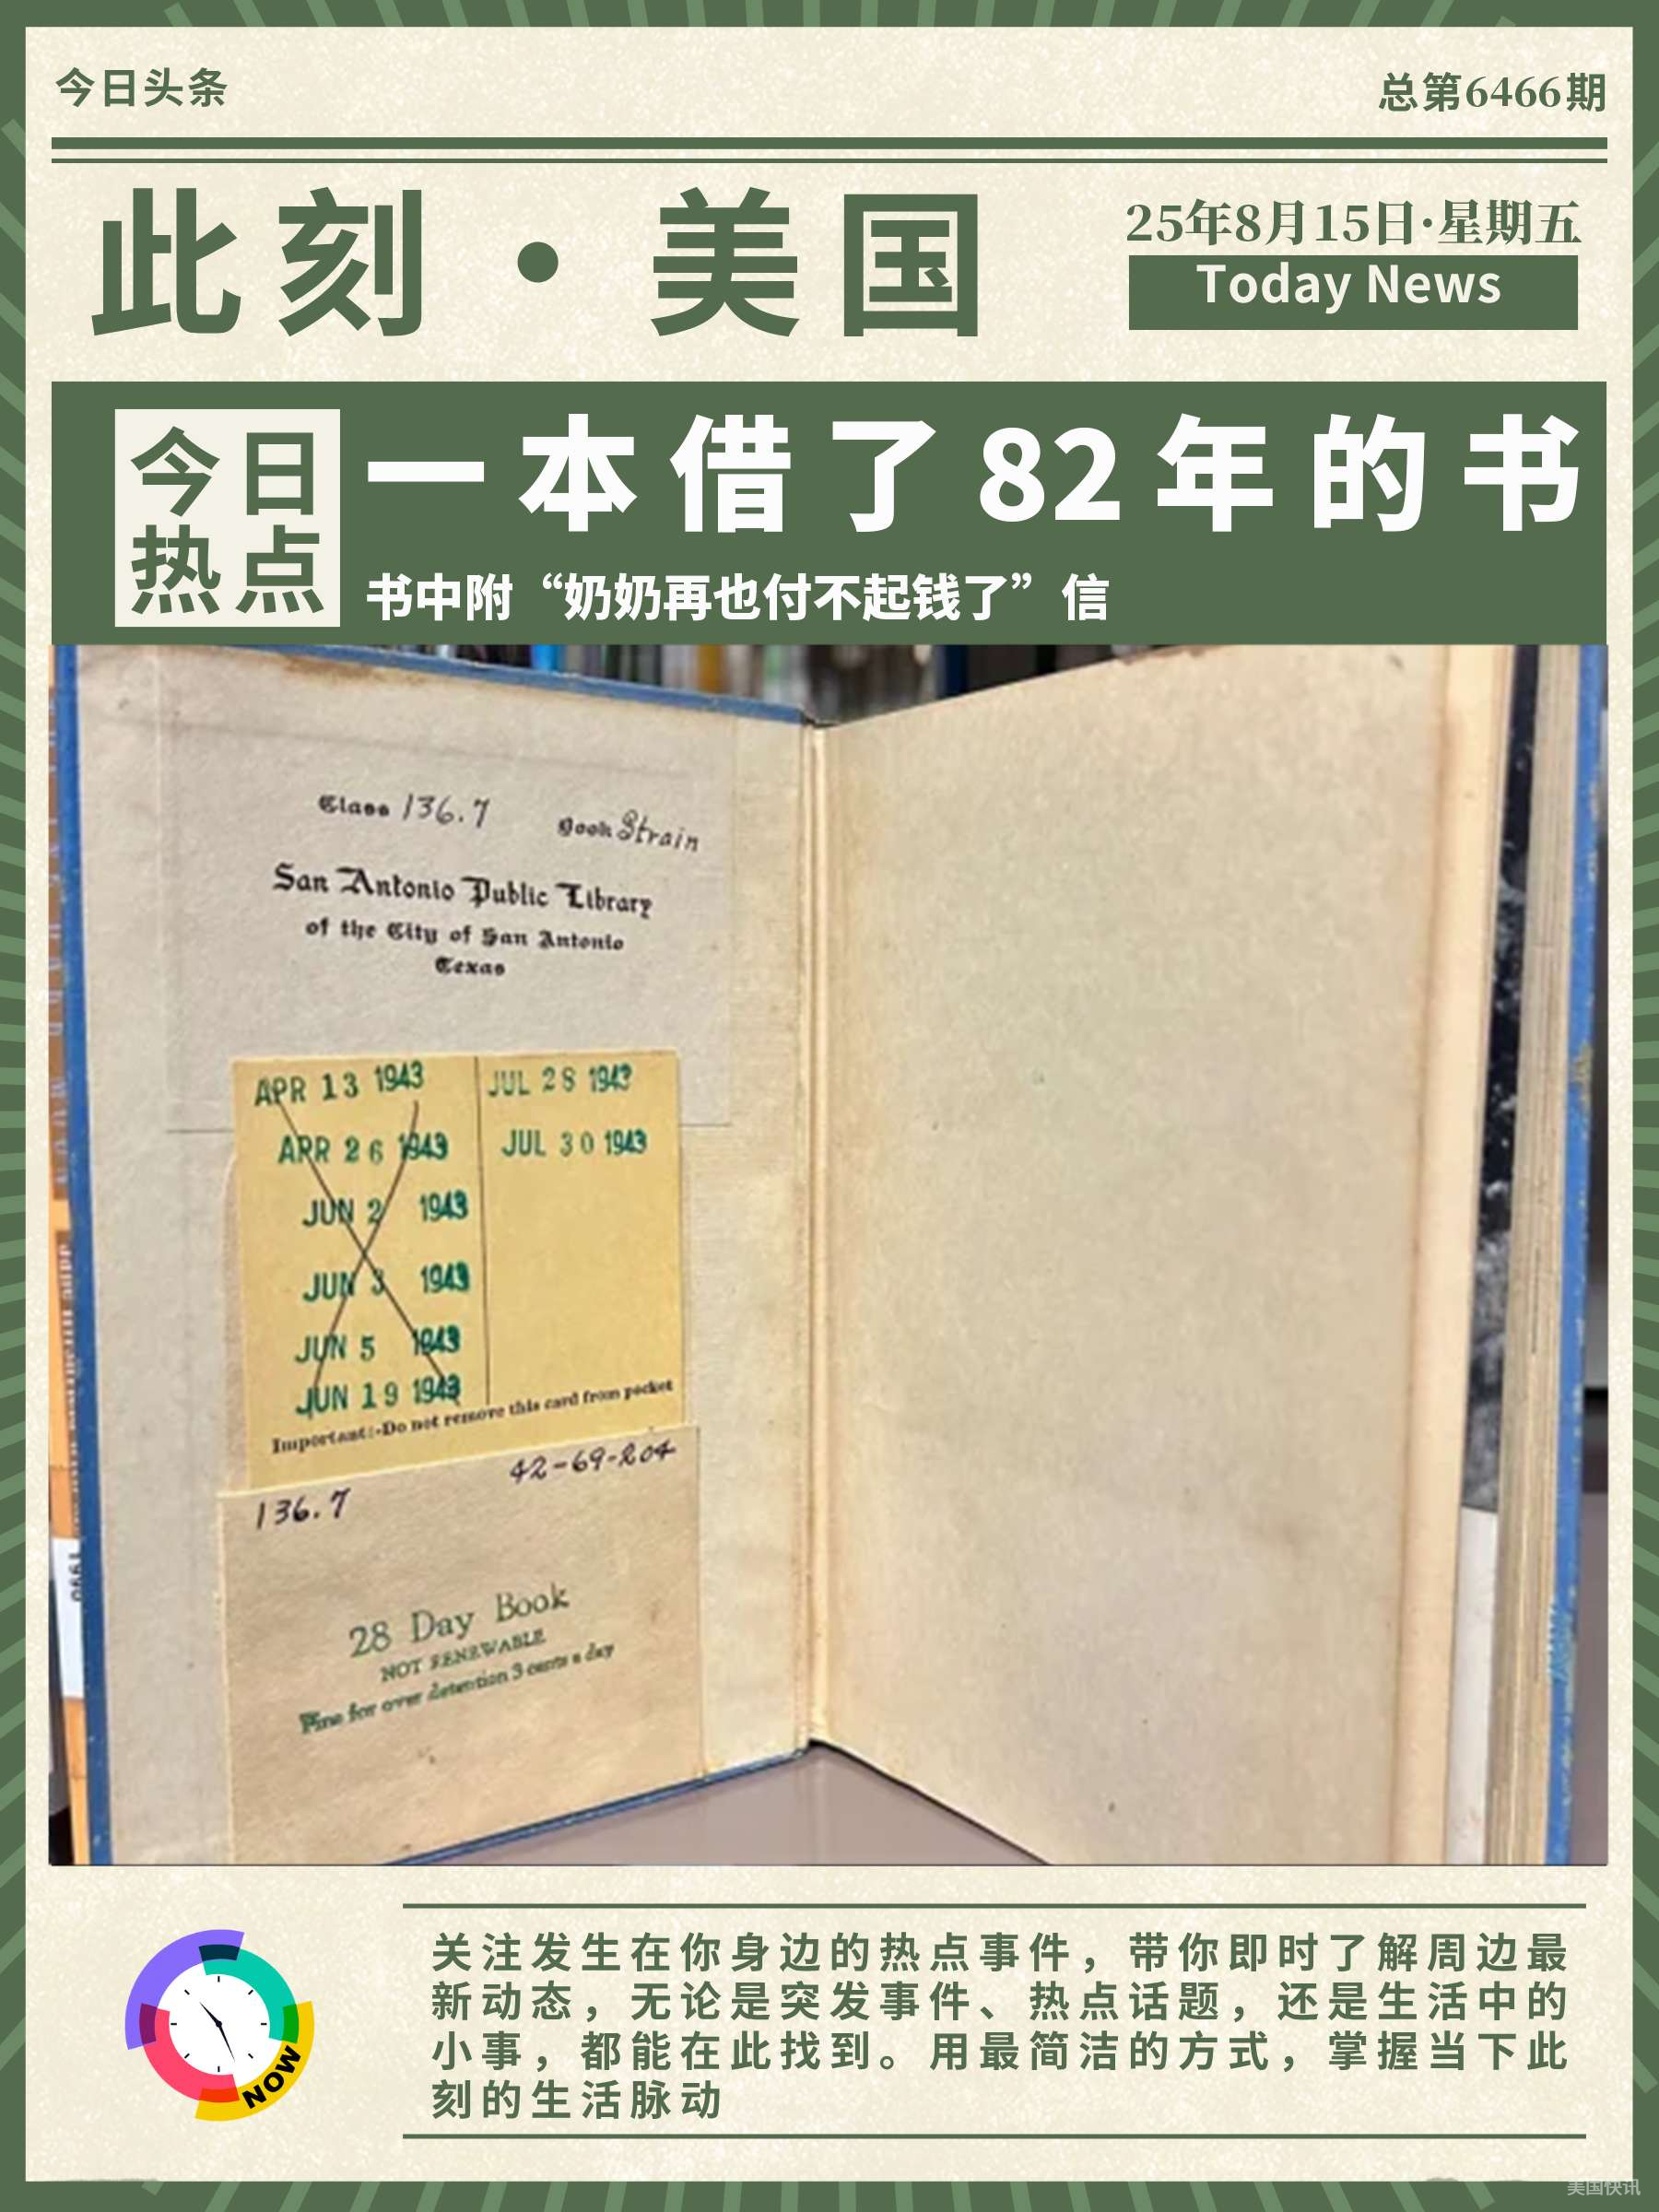 今日头条
总第6466期
此刻·美国
25年8月15日·星期五
Today News
今日
热点
一本借了82年的书
书中附“奶奶再也付不起钱了”信
Class 136.7 Book Strain
San Antonio Public Library
of the City of San Antonio
Texas
APR 13 1943
APR 26 1943
JUN 2 1943
JUN 3 1943
JUN 5 1943
JUN 19 1943
JUL 28 1943
JUL 30 1943
Important:-Do not remove this card from pocket
42-69-204
136.7
28 Day Book
NOT RENEWABLE
Fine for over detention 3 cents a day
NOW
关注发生在你身边的热点事件，带你即时了解周边最
新动态，无论是突发事件、热点话题，还是生活中的
小事，都能在此找到。用最简洁的方式，掌握当下此
刻的生活脉动
美国快讯